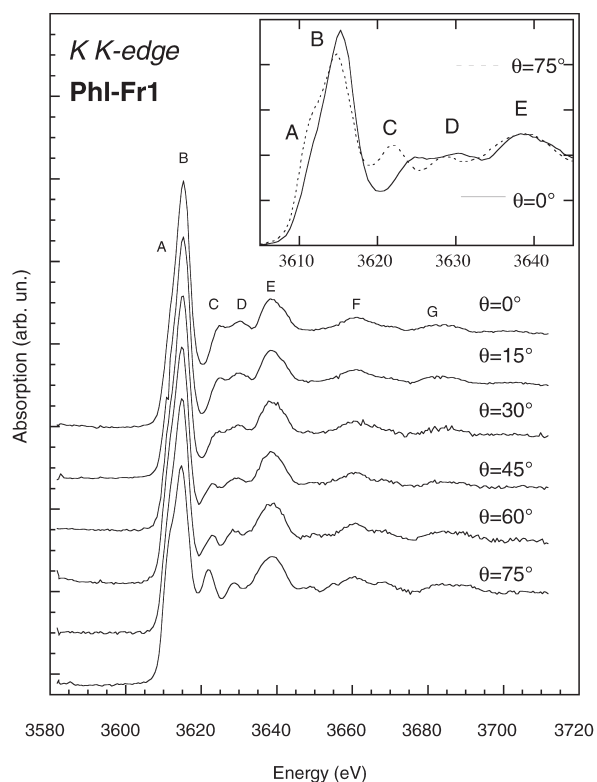 K K-edge
Phl-Fr1
B
θ=75°
A
C
D
E
θ=0°
3610 3620 3630 3640
B
A
C D E F G
θ=0°
θ=15°
θ=30°
θ=45°
θ=60°
θ=75°
Absorption (arb. un.)
3580 3600 3620 3640 3660 3680 3700 3720
Energy (eV)